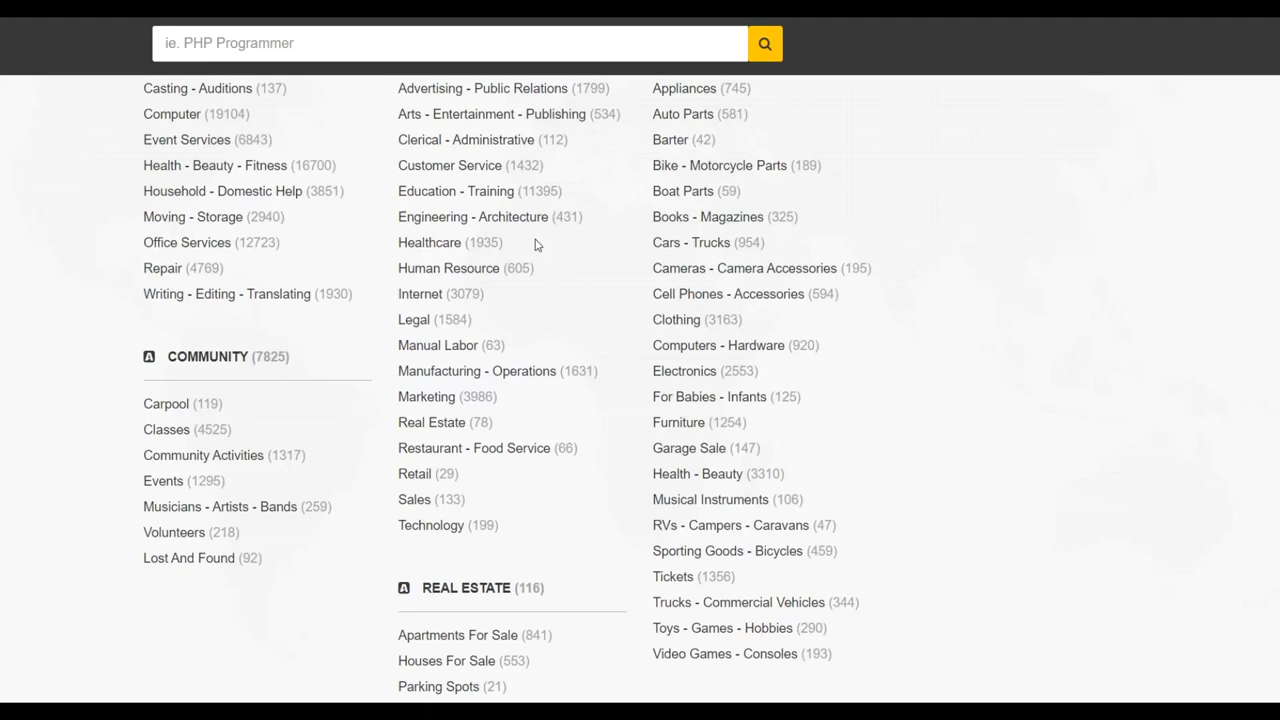 ie. PHP Programmer
Casting - Auditions (137)
Computer (19104)
Event Services (6843)
Health - Beauty - Fitness (16700)
Household - Domestic Help (3851)
Moving - Storage (2940)
Office Services (12723)
Repair (4769)
Writing - Editing - Translating (1930)
COMMUNITY (7825)
Carpool (119)
Classes (4525)
Community Activities (1317)
Events (1295)
Musicians - Artists - Bands (259)
Volunteers (218)
Lost And Found (92)
Advertising - Public Relations (1799)
Arts - Entertainment - Publishing (534)
Clerical - Administrative (112)
Customer Service (1432)
Education - Training (11395)
Engineering - Architecture (431)
Healthcare (1935)
Human Resource (605)
Internet (3079)
Legal (1584)
Manual Labor (63)
Manufacturing - Operations (1631)
Marketing (3986)
Real Estate (78)
Restaurant - Food Service (66)
Retail (29)
Sales (133)
Technology (199)
REAL ESTATE (116)
Apartments For Sale (841)
Houses For Sale (553)
Parking Spots (21)
Appliances (745)
Auto Parts (581)
Barter (42)
Bike - Motorcycle Parts (189)
Boat Parts (59)
Books - Magazines (325)
Cars - Trucks (954)
Cameras - Camera Accessories (195)
Cell Phones - Accessories (594)
Clothing (3163)
Computers - Hardware (920)
Electronics (2553)
For Babies - Infants (125)
Furniture (1254)
Garage Sale (147)
Health - Beauty (3310)
Musical Instruments (106)
RVs - Campers - Caravans (47)
Sporting Goods - Bicycles (459)
Tickets (1356)
Trucks - Commercial Vehicles (344)
Toys - Games - Hobbies (290)
Video Games - Consoles (193)